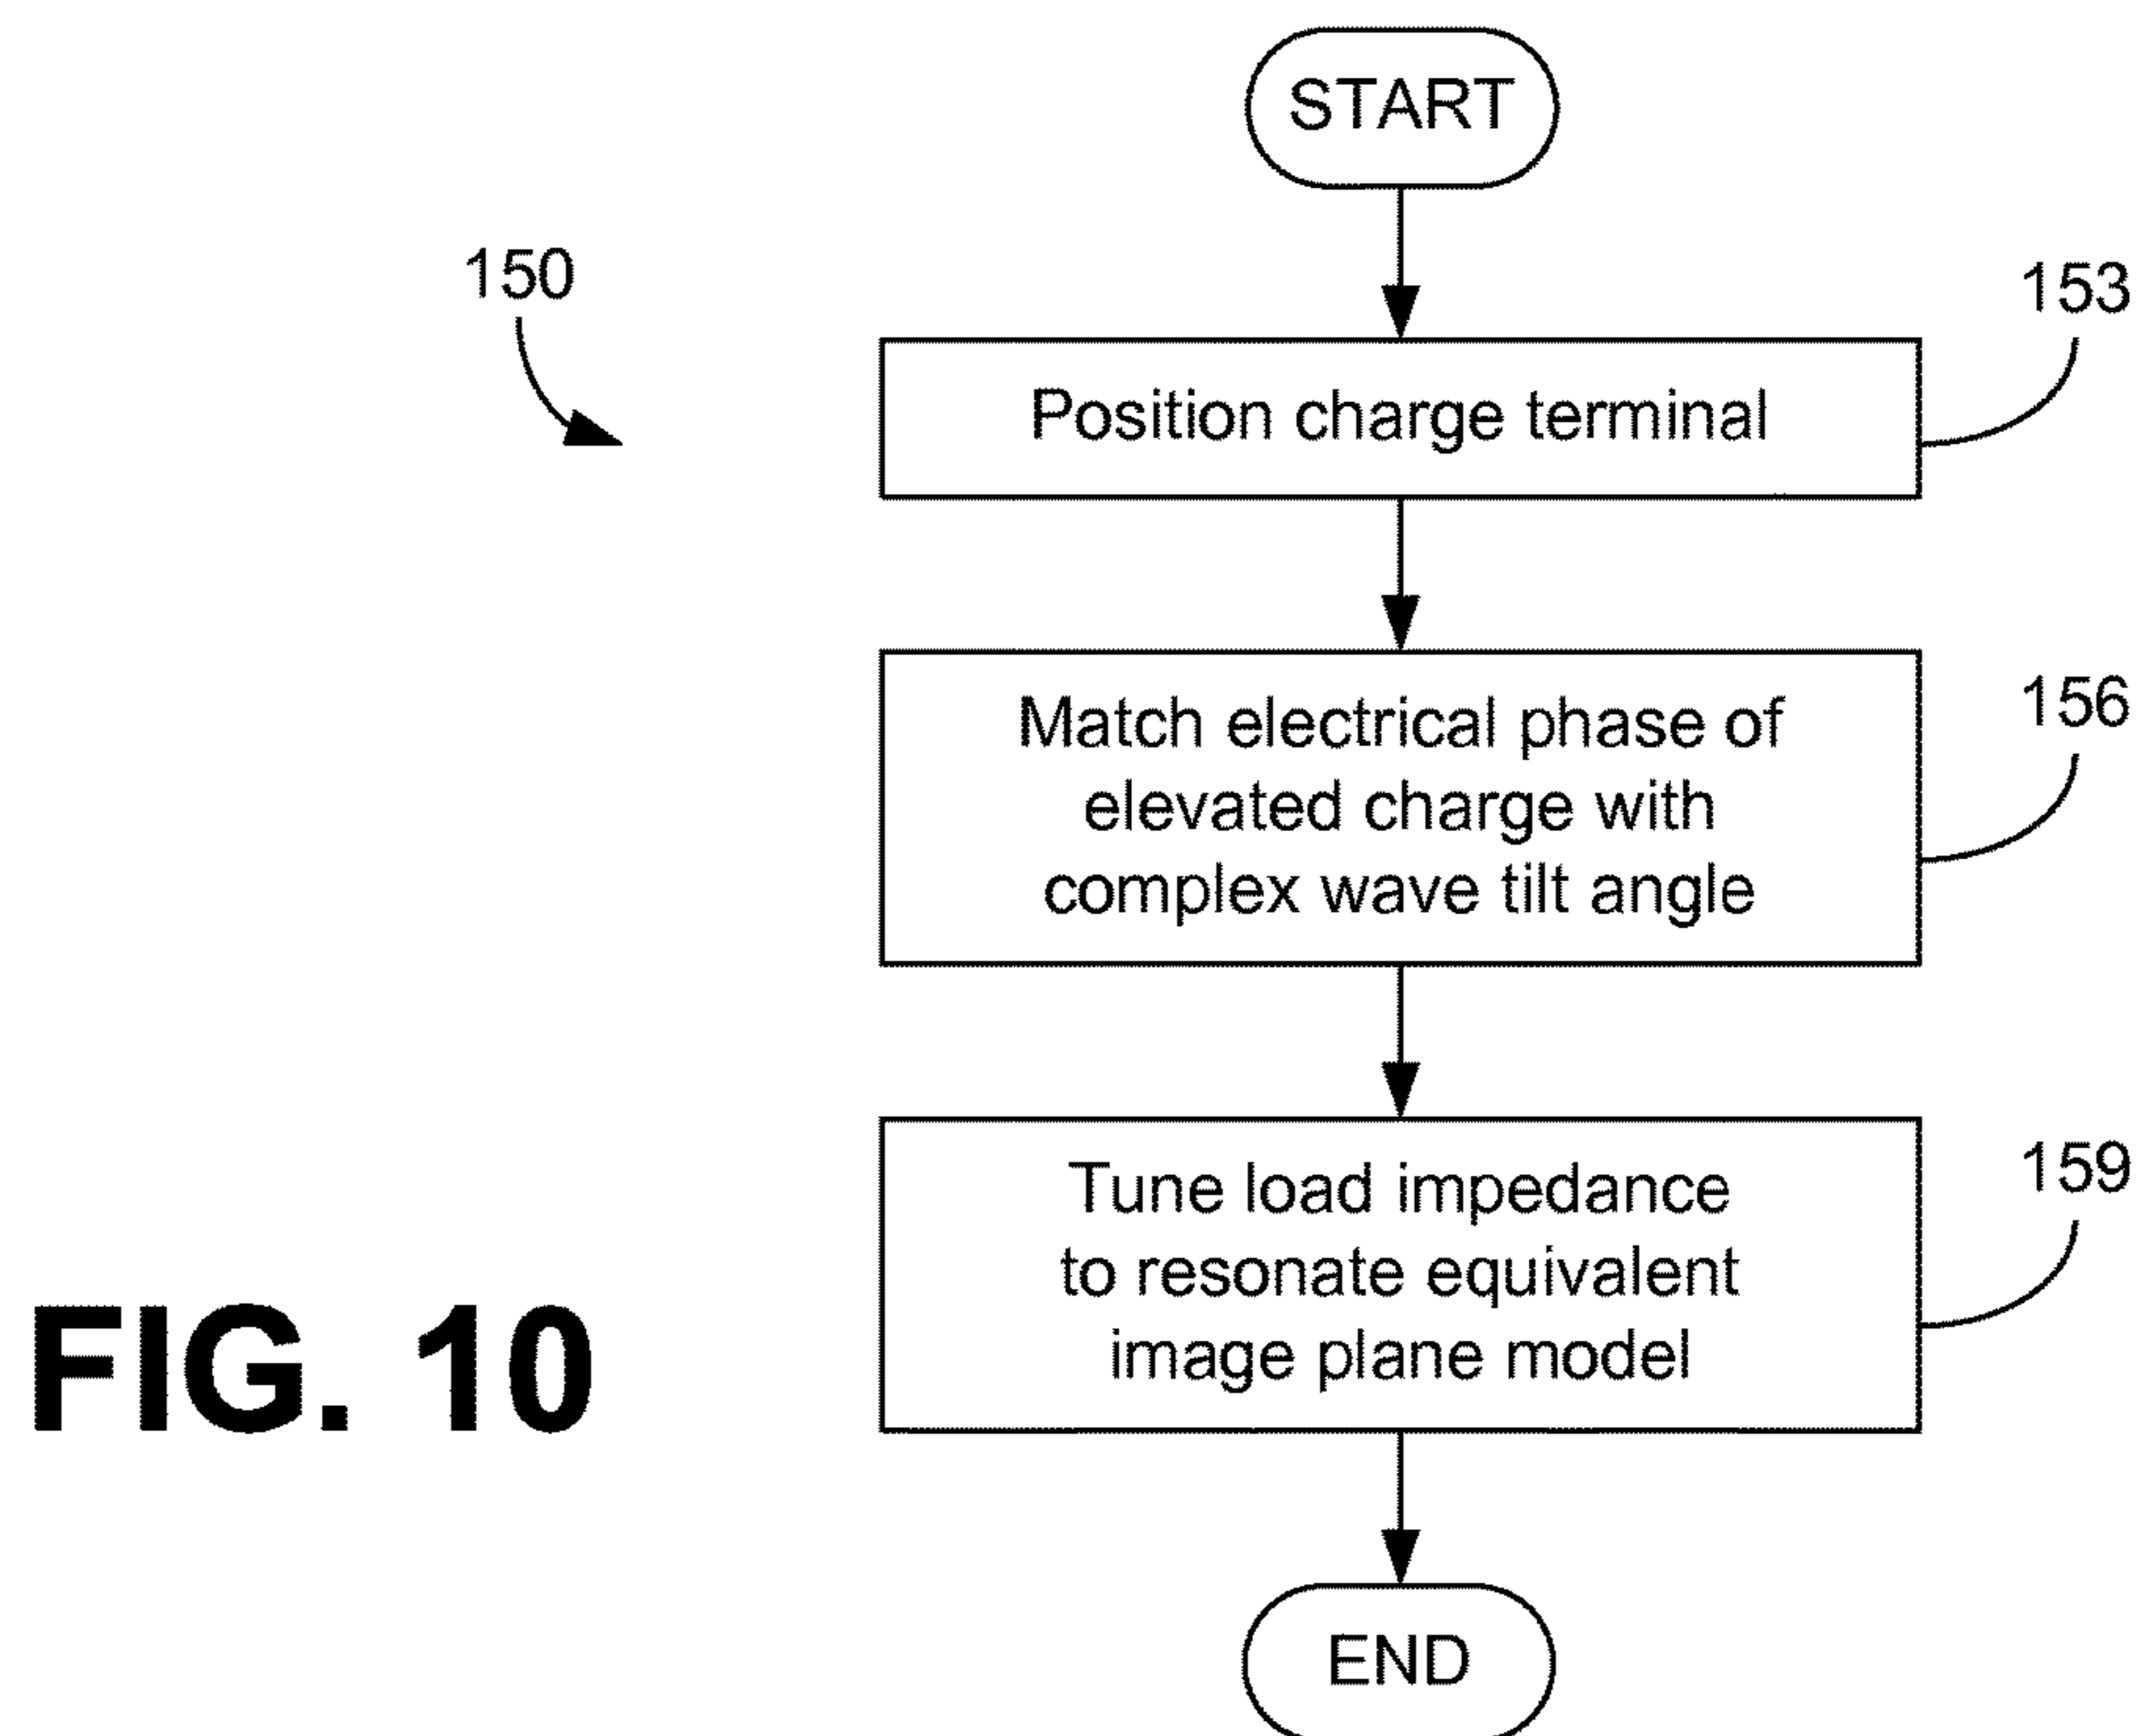 START
150
153
Position charge terminal
156
Match electrical phase of
elevated charge with
complex wave tilt angle
159
Tune load impedance
to resonate equivalent
image plane model
FIG. 10
END